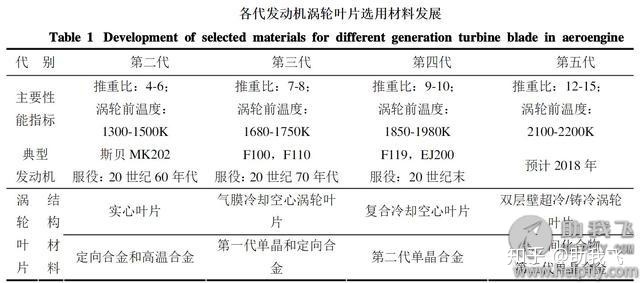 各代发动机涡轮叶片选用材料发展
Table 1 Development of selected materials for different generation turbine blade in aeroengine
代 别 第二代 第三代 第四代 第五代
主要性能指标 推重比：4-6； 涡轮前温度： 1300-1500K 推重比：7-8； 涡轮前温度： 1680-1750K 推重比：9-10； 涡轮前温度： 1850-1980K 推重比：12-15； 涡轮前温度： 2100-2200K
典型发动机 斯贝 MK202 服役：20 世纪 60 年代 F100，F110 服役：20 世纪 70 年代 F119，EJ200 服役：20 世纪末 预计 2018 年
涡轮叶片 结构 实心叶片 气膜冷却空心涡轮叶片 复合冷却空心叶片 双层壁超冷/铸冷涡轮叶片
材料 定向合金和高温合金 第一代单晶和定向合金 第二代单晶合金 间化合物 单晶合金
助我飞
www.helpfly.com
知乎 @助我飞